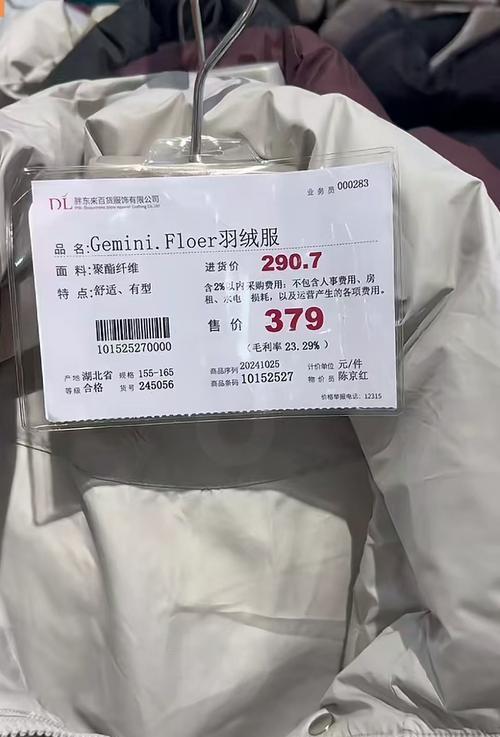 DL 胖东来百货服饰有限公司
业务员 000283
品 名:Gemini.Floer羽绒服
面 料:聚酯纤维
进货价 290.7
特 点:舒适、有型
含2%以内采购费用;不包含人事费用、房
租、水电 损耗,以及运营产生的各项费用。
售 价 379
(毛利率 23.29%)
101525270000
产地 湖北省 规格 155-165
商品序列 20241025 计价单位 元/件
等级 合格 货号 245056
商品条码 10152527 物价员 陈京红
价格举报电话:12315